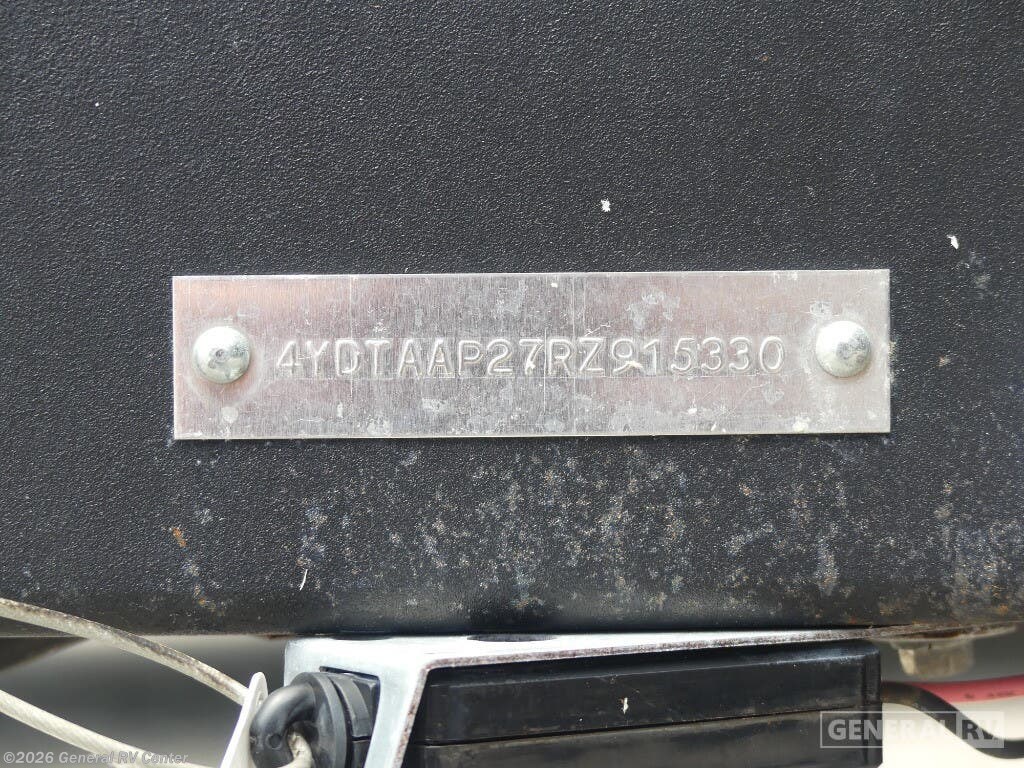 4YDTAAP27RZ915330
GENERAL RV
©2026 General RV Center